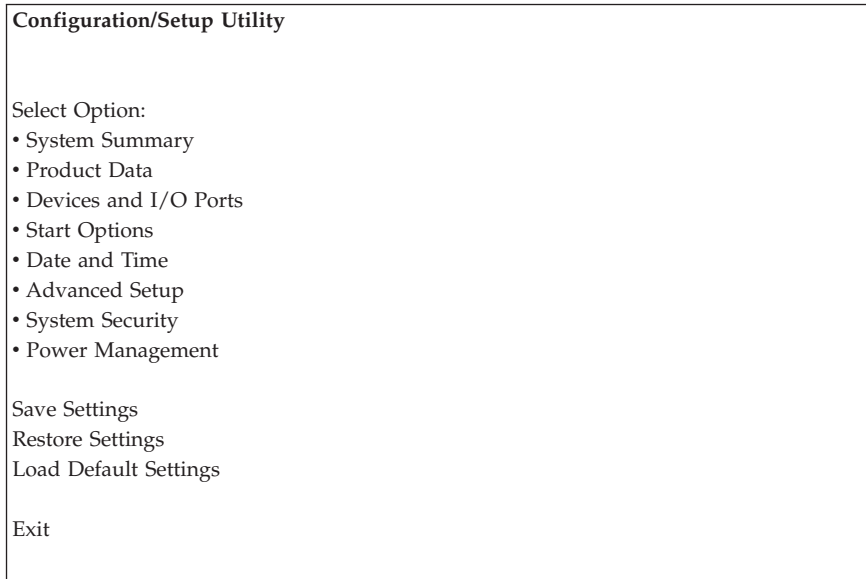 Configuration/Setup Utility
Select Option:
• System Summary
• Product Data
• Devices and I/O Ports
• Start Options
• Date and Time
• Advanced Setup
• System Security
• Power Management
Save Settings
Restore Settings
Load Default Settings
Exit